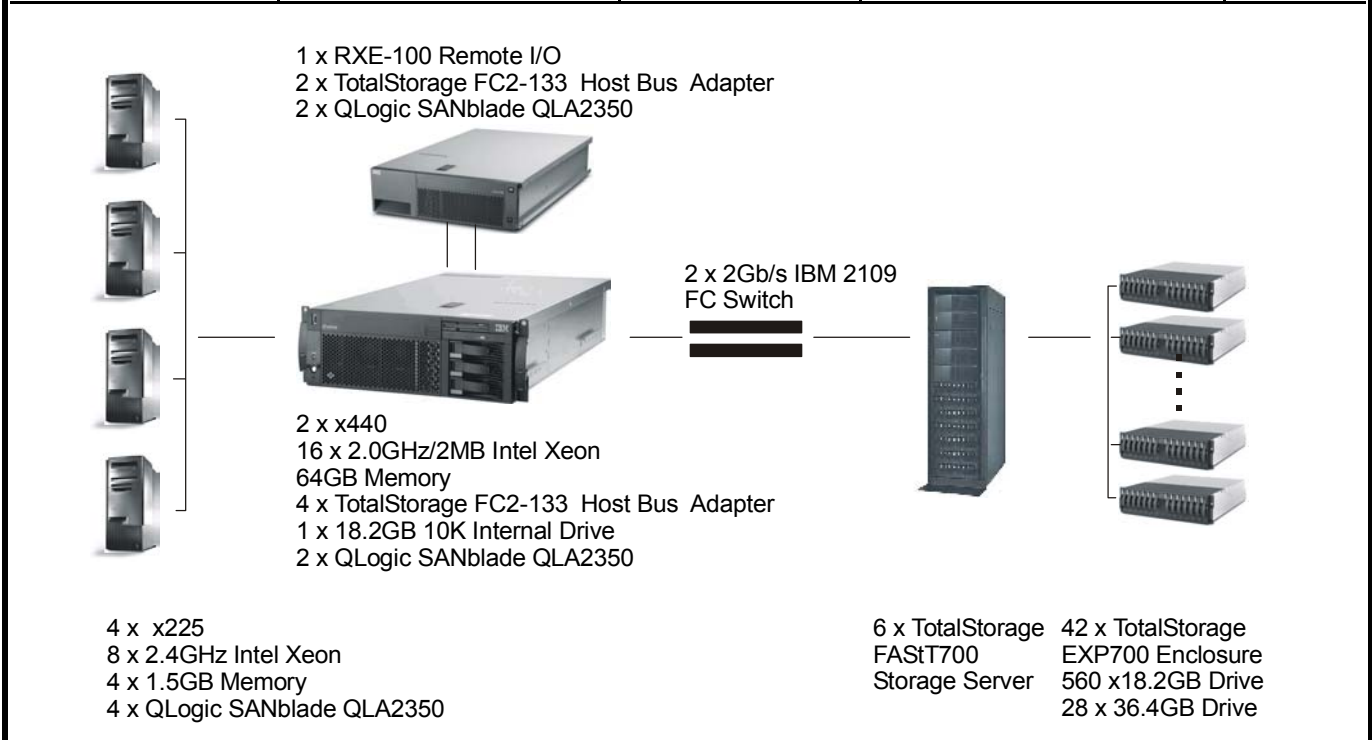 1 x RXE-100 Remote I/O
2 x TotalStorage FC2-133 Host Bus Adapter
2 x QLogic SANblade QLA2350
2 x 2Gb/s IBM 2109
FC Switch
IBM
2 x x440
16 x 2.0GHz/2MB Intel Xeon
64GB Memory
4 x TotalStorage FC2-133 Host Bus Adapter
1 x 18.2GB 10K Internal Drive
2 x QLogic SANblade QLA2350
4 x x225
8 x 2.4GHz Intel Xeon
4 x 1.5GB Memory
4 x QLogic SANblade QLA2350
6 x TotalStorage
FAStT700
Storage Server
42 x TotalStorage
EXP700 Enclosure
560 x18.2GB Drive
28 x 36.4GB Drive